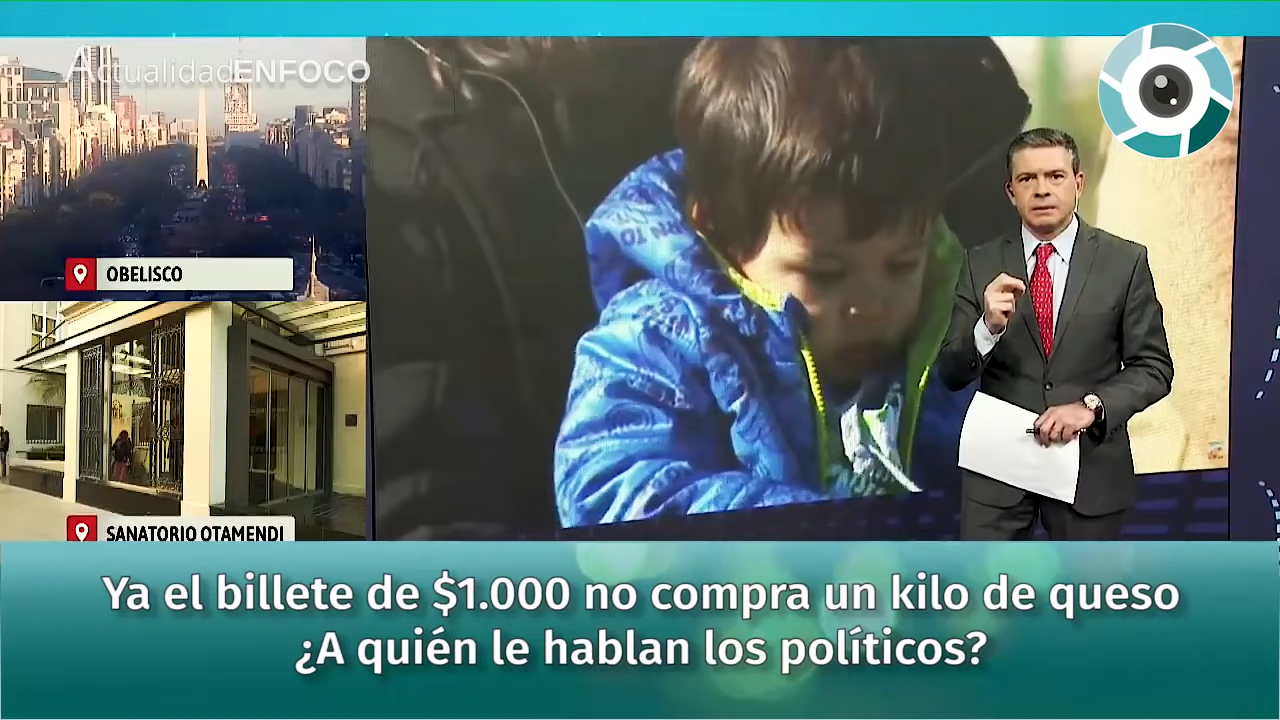 ActualidadENFOCO
OBELISCO
SANATORIO OTAMENDI
Ya el billete de $1.000 no compra un kilo de queso
¿A quién le hablan los políticos?